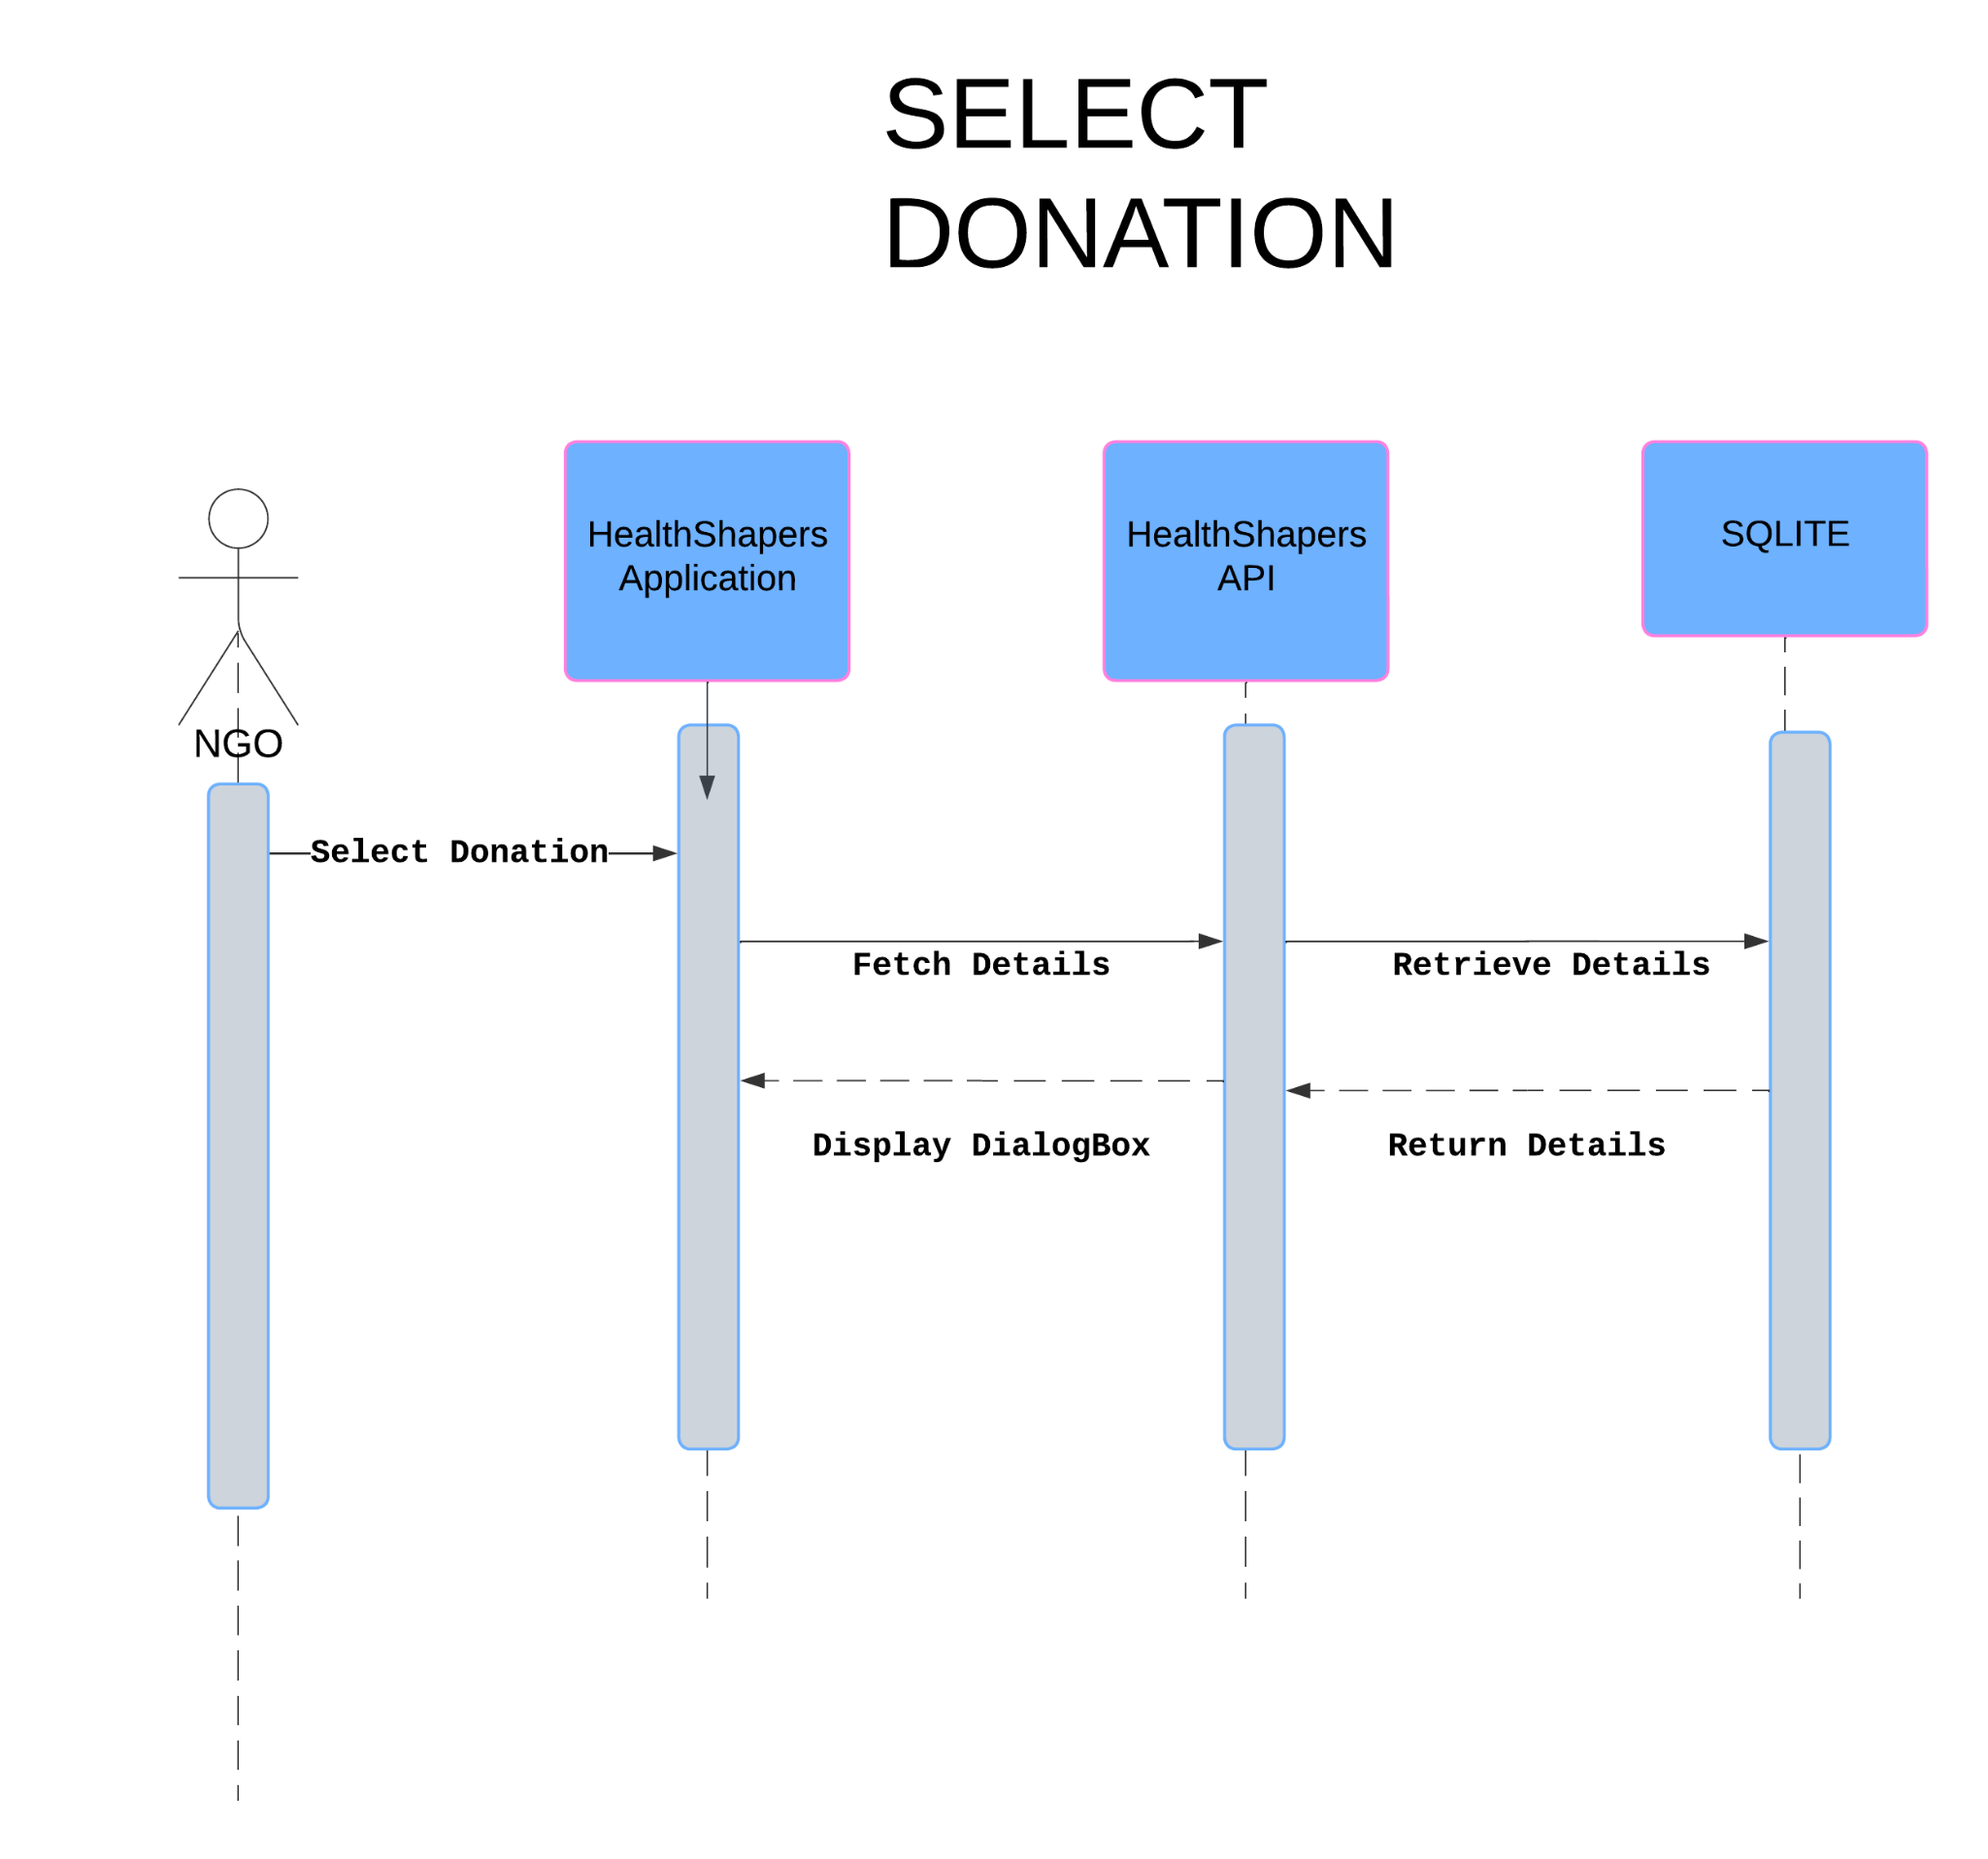 SELECT
DONATION
HealthShapers
Application
HealthShapers
API
SQLITE
NGO
Select Donation
Fetch Details
Retrieve Details
Display DialogBox
Return Details